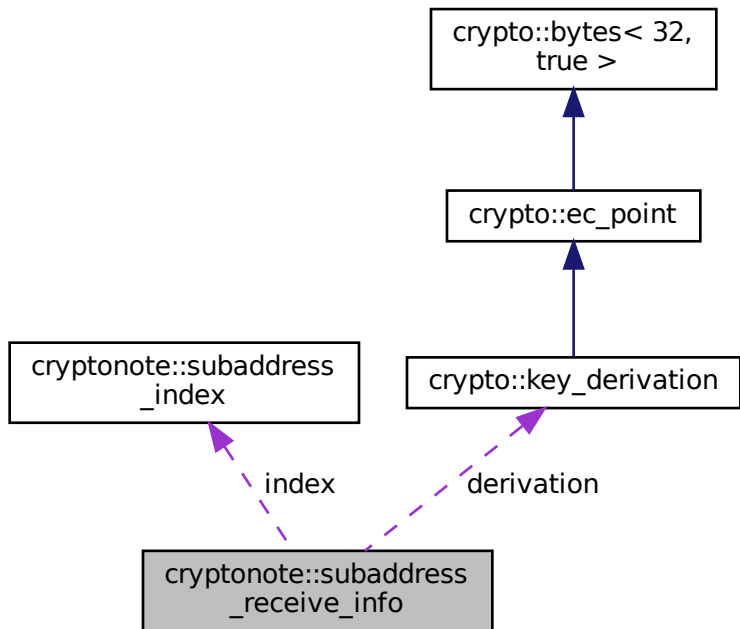 crypto::bytes< 32,
true >
crypto::ec_point
cryptonote::subaddress
_index
crypto::key_derivation
index
derivation
cryptonote::subaddress
_receive_info